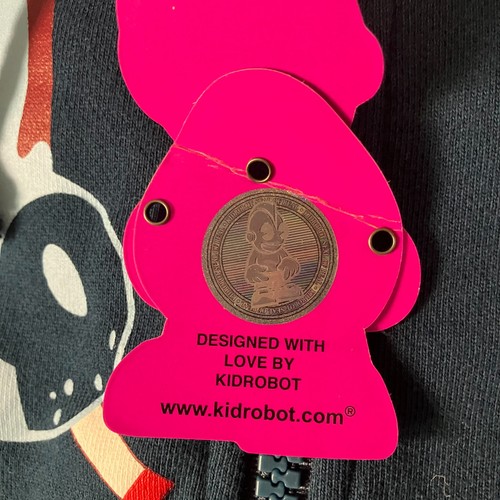 DESIGNED WITH
LOVE BY
KIDROBOT
www.kidrobot.com®